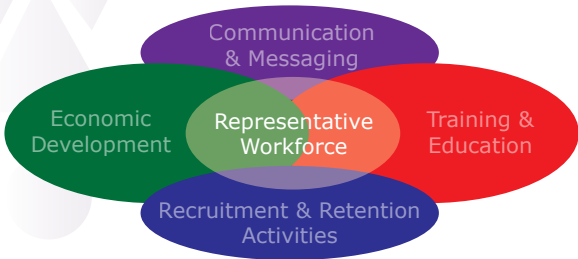 Communication
& Messaging
Economic
Development
Representative
Workforce
Training &
Education
Recruitment & Retention
Activities